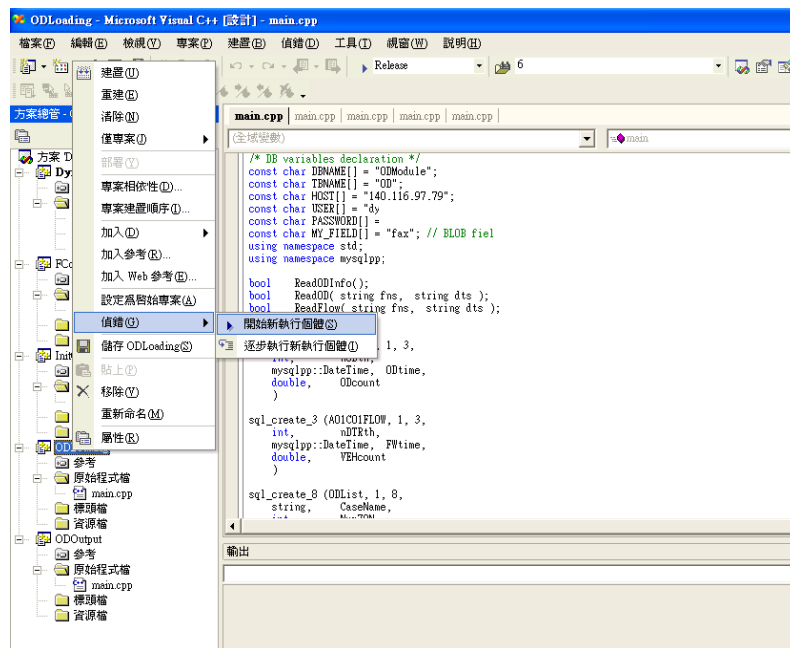 ODLoading - Microsoft Visual C++ [設計] - main.cpp
檔案(F) 編輯(E) 檢視(V) 專案(P) 建置(B) 偵錯(D) 工具(T) 視窗(W) 說明(H)
Release
6
方案總管 -
main.cpp main.cpp main.cpp main.cpp main.cpp
(全域變數)
main
建置(U)
重建(E)
清除(N)
僅專案(J)
部署(Y)
專案相依性(D)...
專案建置順序(I)...
加入(D)
加入參考(R)...
加入 Web 參考(E)...
設定為啟始專案(A)
偵錯(G)
儲存 ODLoading(S)
貼上(P)
移除(V)
重新命名(M)
屬性(R)
開始新執行個體(S)
逐步執行新執行個體(I)
方案
參考
原始程式檔
main.cpp
標頭檔
資源檔
ODOutput
參考
原始程式檔
main.cpp
標頭檔
資源檔
/* DB variables declaration */
const char DBNAME[] = "ODModule";
const char TBNAME[] = "OD";
const char HOST[] = "140.116.97.79";
const char USER[] = "dy
const char PASSWORD[] =
const char MY_FIELD[] = "fax"; // BLOB fiel
using namespace std;
using namespace mysqlpp;
bool ReadODInfo();
bool ReadOD( string fns, string dts );
bool ReadFlow( string fns, string dts );
, 1, 3,
mysqlpp::DateTime, ODtime,
double, ODcount
)
sql_create_3 (A01C01FLOW, 1, 3,
int, nDTRth,
mysqlpp::DateTime, FWtime,
double, VEHcount
)
sql_create_8 (ODList, 1, 8,
string, CaseName,
輸出